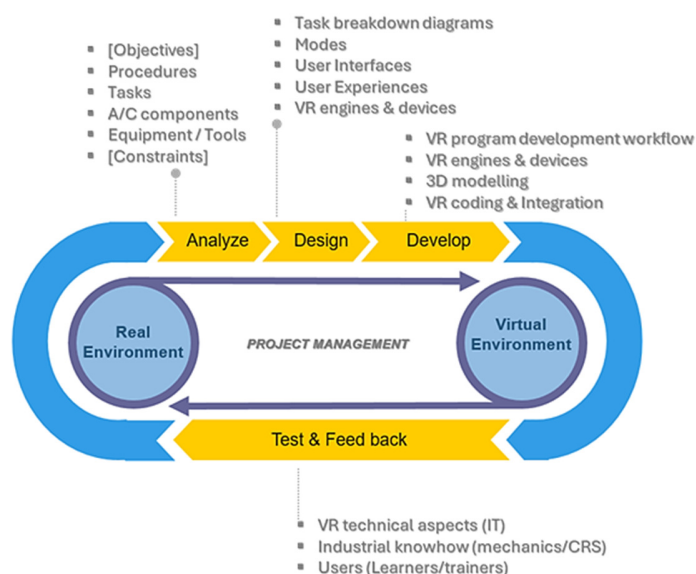 ▪ Task breakdown diagrams
▪ Modes
▪ User Interfaces
▪ User Experiences
▪ VR engines & devices
▪ [Objectives]
▪ Procedures
▪ Tasks
▪ A/C components
▪ Equipment / Tools
▪ [Constraints]
▪ VR program development workflow
▪ VR engines & devices
▪ 3D modelling
▪ VR coding & Integration
Analyze
Design
Develop
Real
Environment
PROJECT MANAGEMENT
Virtual
Environment
Test & Feed back
▪ VR technical aspects (IT)
▪ Industrial knowhow (mechanics/CRS)
▪ Users (Learners/trainers)